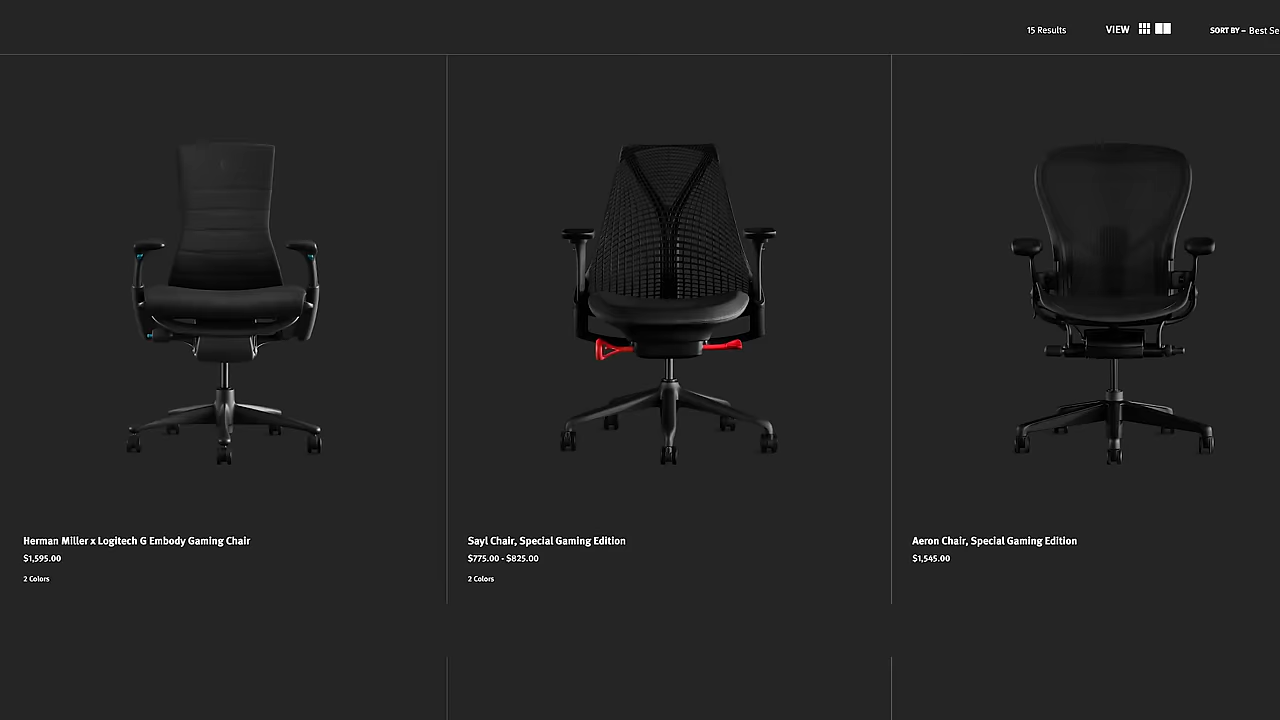 15 Results
VIEW
SORT BY – Best Se
Herman Miller x Logitech G Embody Gaming Chair
$1,595.00
2 Colors
Sayl Chair, Special Gaming Edition
$775.00 - $825.00
2 Colors
Aeron Chair, Special Gaming Edition
$1,545.00